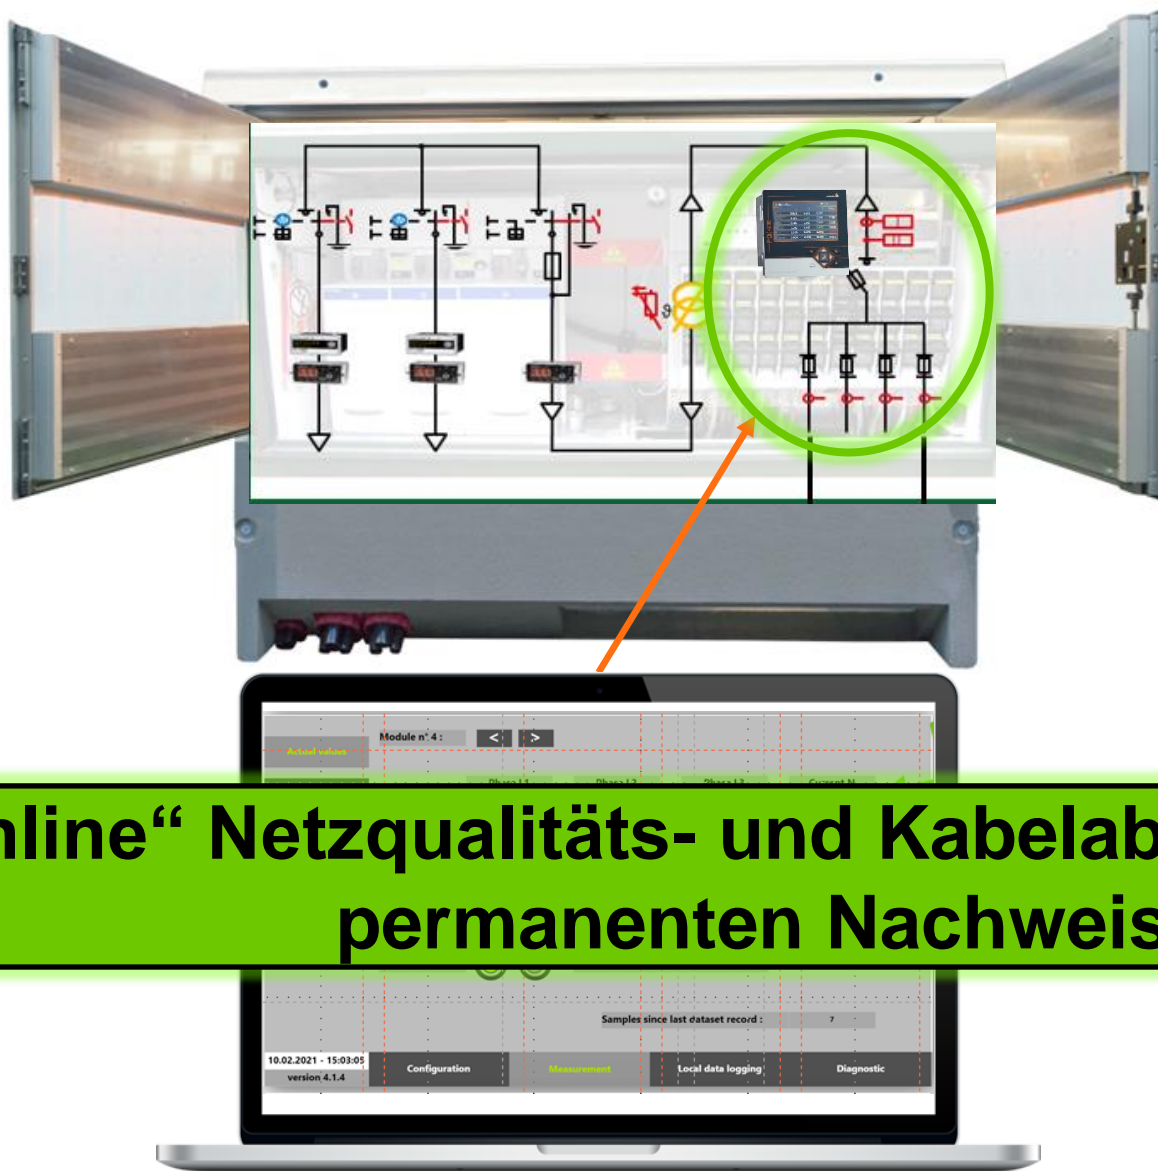 ϑ
Actual values
Module n° 4 :
<
>
Phase L1
Phase L2
Phase L3
Current N
nline“ Netzqualitäts- und Kabelab
permanenten Nachweis
Samples since last dataset record :
7
10.02.2021 - 15:03:05
version 4.1.4
Configuration
Measurement
Local data logging
Diagnostic